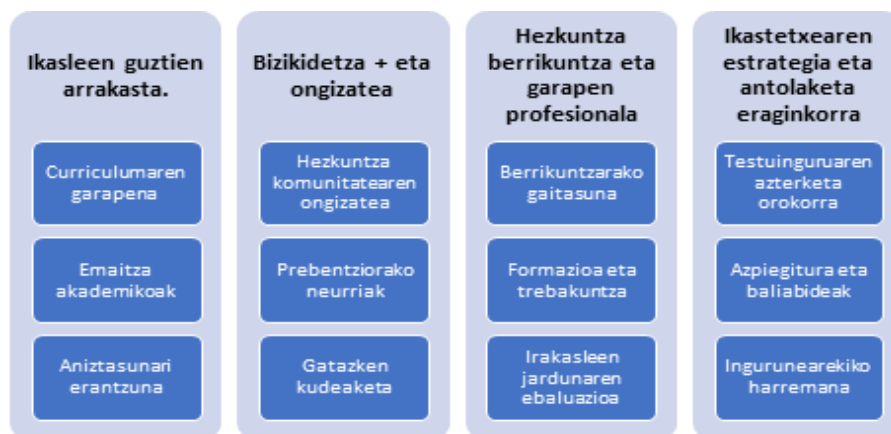 Ikasleen guztien
arrakasta.
Curriculumaren
garapena
Emaitza
akademikoak
Aniztasunari
erantzuna
Bizikidetza + eta
ongizatea
Hezkuntza
komunitatearen
ongizatea
Prebentziorako
neurriak
Gatazken
kudeaketa
Hezkuntza
berrikuntza eta
garapen
profesionala
Berrikuntzarako
gaitasuna
Formazioa eta
trebakuntza
Irakasleen
jardunaren
ebaluazioa
Ikastetxearen
estrategia eta
antolaketa
eraginkorra
Testuinguruaren
azterketa
orokorra
Azpiegitura eta
baliabideak
Ingurunearekiko
harremana